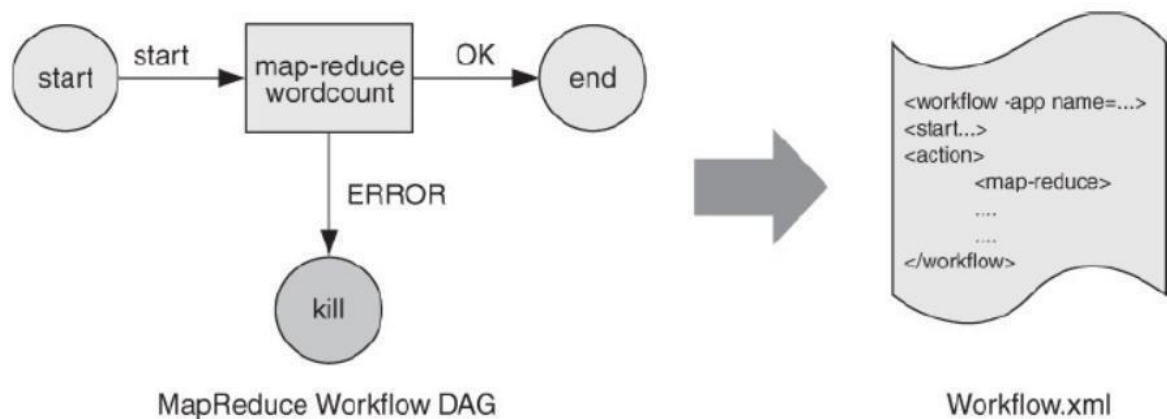 start
start
map-reduce
wordcount
OK
end
ERROR
kill
MapReduce Workflow DAG
<workflow -app name=...>
<start...>
<action>
<map-reduce>
....
....
</workflow>
Workflow.xml